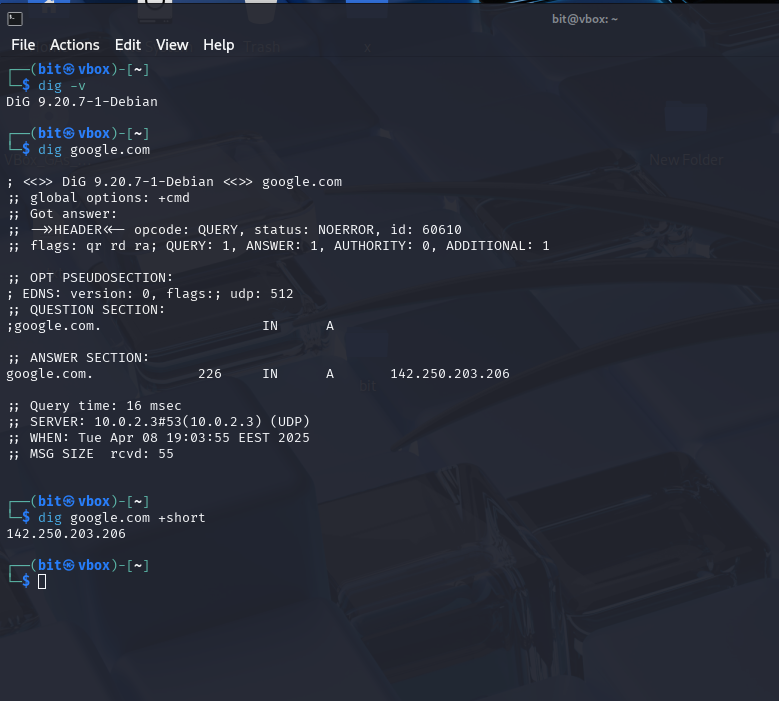 bit@vbox: ~
File Actions Edit View Help
Trash
x
┌──(bit㉿vbox)-[~]
└─$ dig -v
DiG 9.20.7-1-Debian
┌──(bit㉿vbox)-[~]
└─$ dig google.com
New Folder
; <<>> DiG 9.20.7-1-Debian <<>> google.com
;; global options: +cmd
;; Got answer:
;; ->>HEADER<<- opcode: QUERY, status: NOERROR, id: 60610
;; flags: qr rd ra; QUERY: 1, ANSWER: 1, AUTHORITY: 0, ADDITIONAL: 1
;; OPT PSEUDOSECTION:
; EDNS: version: 0, flags:; udp: 512
;; QUESTION SECTION:
;google.com. IN A
;; ANSWER SECTION:
google.com. 226 IN A 142.250.203.206
bit
;; Query time: 16 msec
;; SERVER: 10.0.2.3#53(10.0.2.3) (UDP)
;; WHEN: Tue Apr 08 19:03:55 EEST 2025
;; MSG SIZE  rcvd: 55
┌──(bit㉿vbox)-[~]
└─$ dig google.com +short
142.250.203.206
┌──(bit㉿vbox)-[~]
└─$